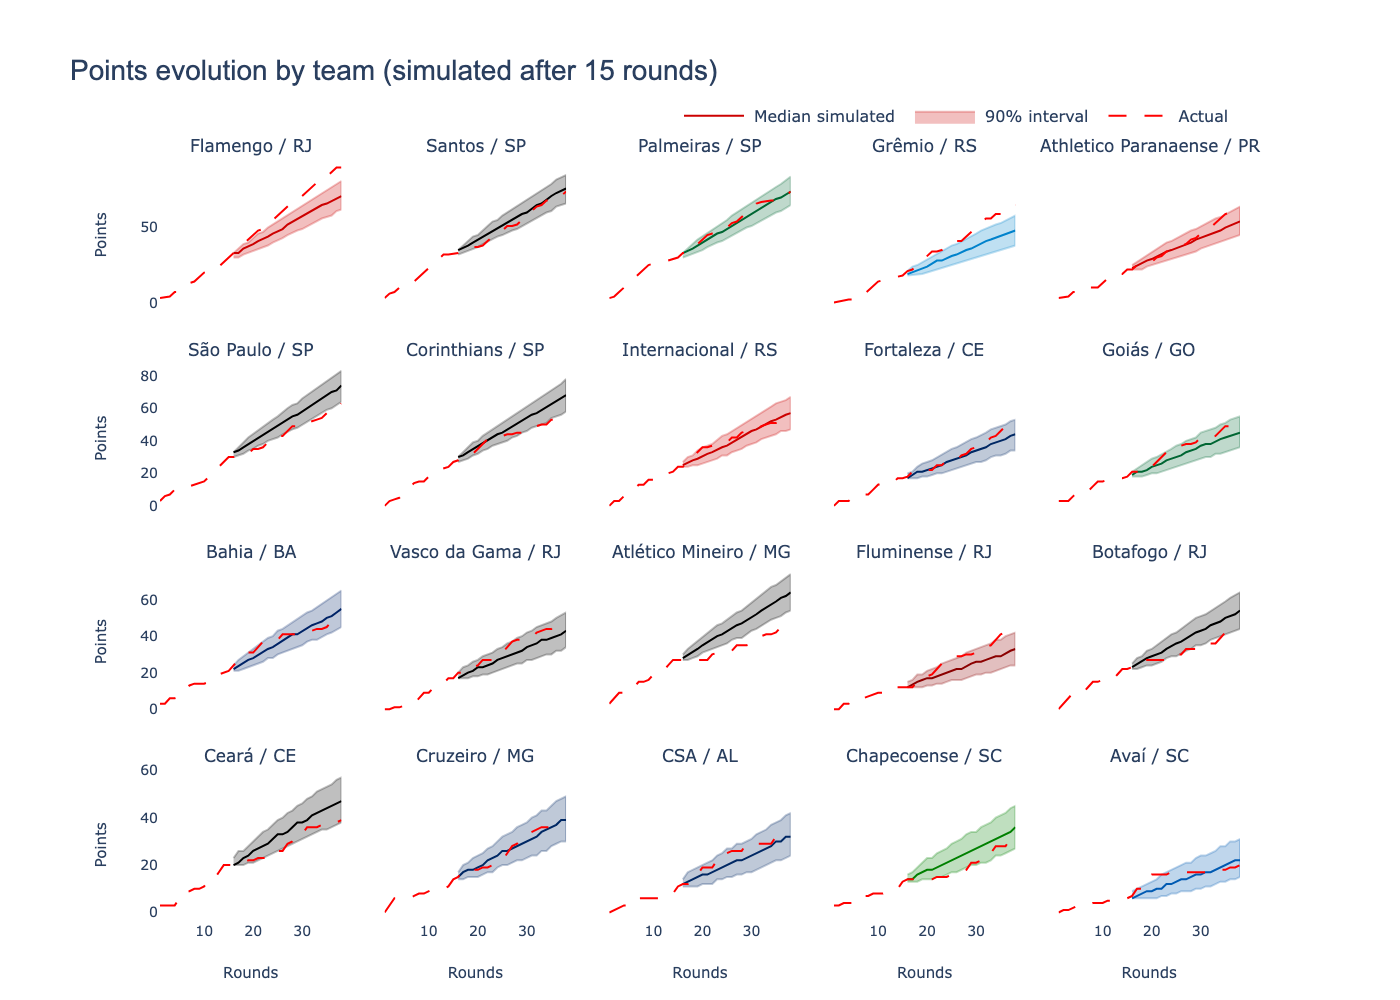 Points evolution by team (simulated after 15 rounds)
Median simulated 90% interval Actual
Flamengo / RJ Santos / SP Palmeiras / SP Grêmio / RS Athletico Paranaense / PR
50
0
Points
São Paulo / SP Corinthians / SP Internacional / RS Fortaleza / CE Goiás / GO
80
60
40
20
0
Points
Bahia / BA Vasco da Gama / RJ Atlético Mineiro / MG Fluminense / RJ Botafogo / RJ
60
40
20
0
Points
Ceará / CE Cruzeiro / MG CSA / AL Chapecoense / SC Avaí / SC
60
40
20
0
Points
10 20 30 10 20 30 10 20 30 10 20 30 10 20 30
Rounds Rounds Rounds Rounds Rounds